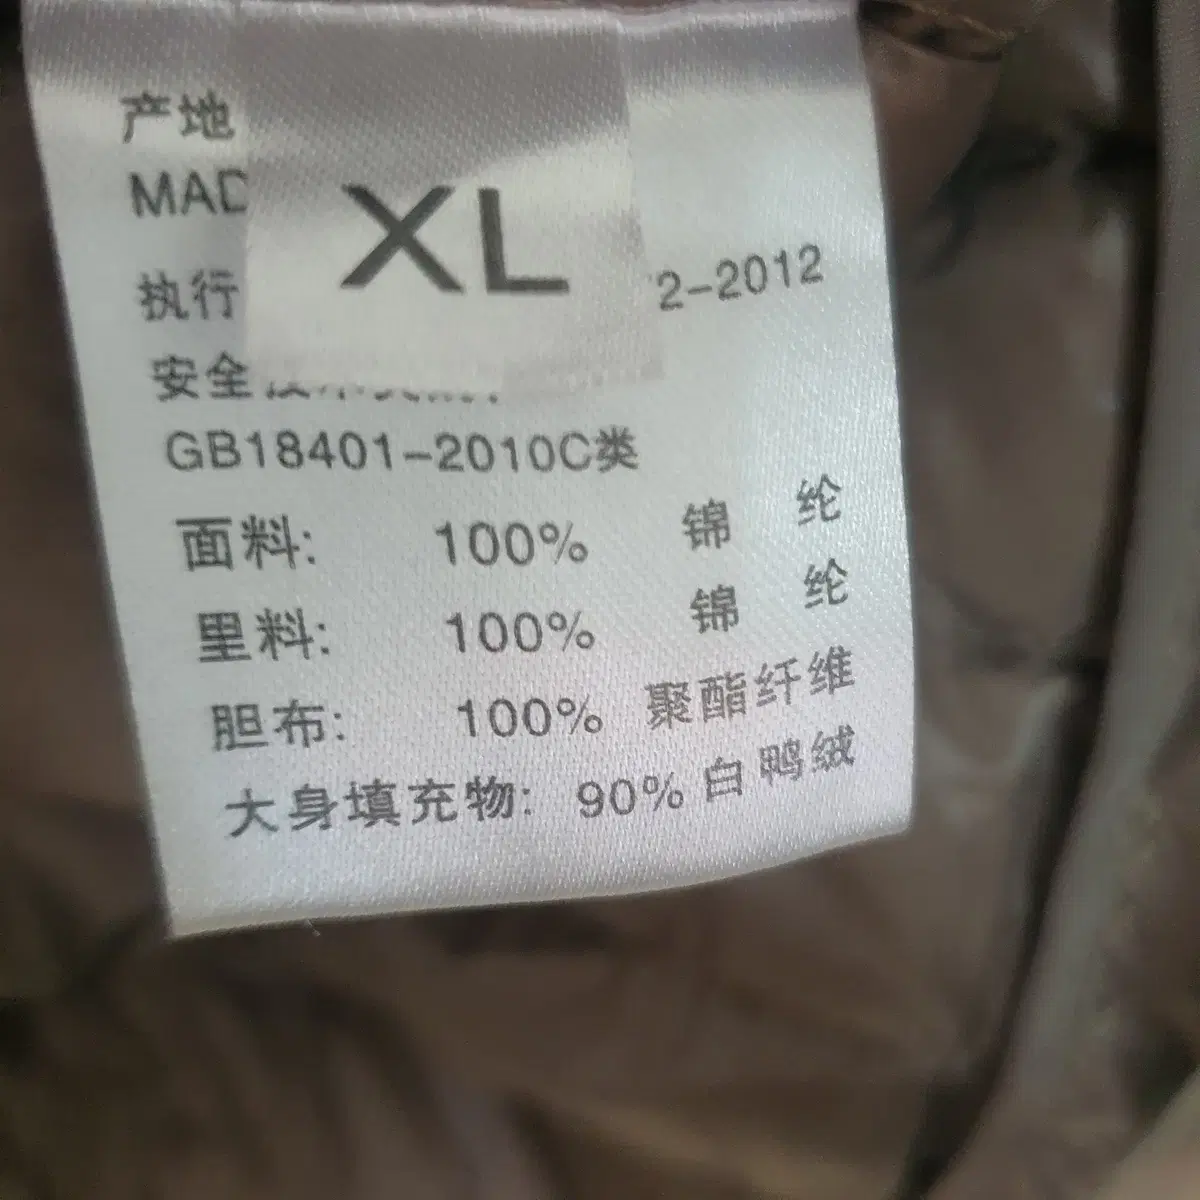 产地
MAD
XL
执行
2-2012
安全
GB18401-2010C类
面料: 100% 锦纶
里料: 100% 锦纶
胆布: 100% 聚酯纤维
大身填充物: 90% 白鸭绒